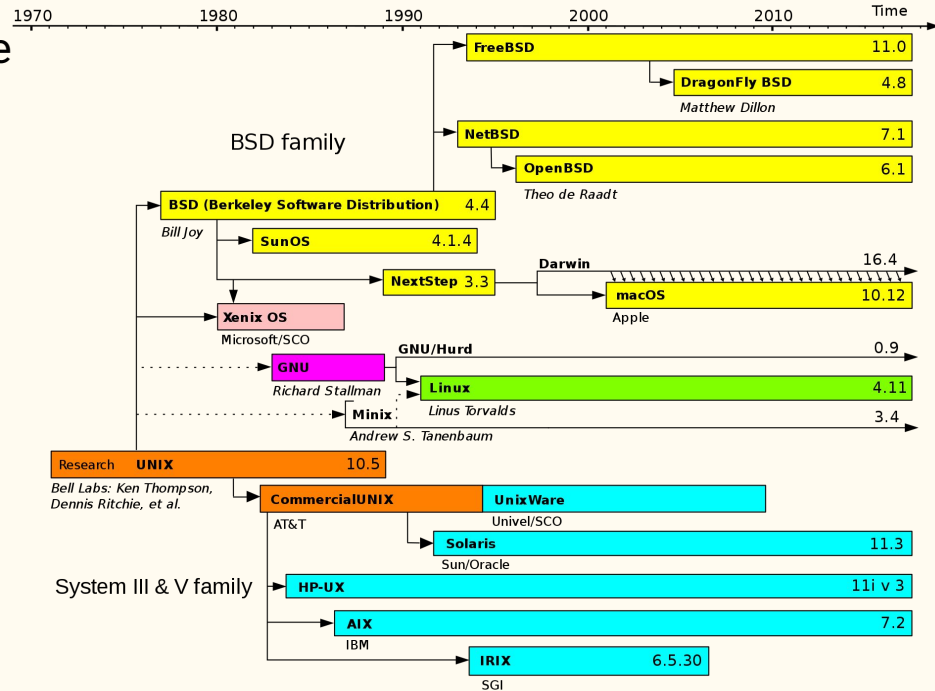 1970 1980 1990 2000 2010 Time
e
FreeBSD 11.0
DragonFly BSD 4.8
Matthew Dillon
BSD family
NetBSD 7.1
OpenBSD 6.1
Theo de Raadt
BSD (Berkeley Software Distribution) 4.4
Bill Joy
SunOS 4.1.4
Darwin 16.4
NextStep 3.3
macOS 10.12
Apple
Xenix OS
Microsoft/SCO
GNU/Hurd 0.9
GNU
Richard Stallman
Linux 4.11
Linus Torvalds
Minix 3.4
Andrew S. Tanenbaum
Research UNIX 10.5
Bell Labs: Ken Thompson,
Dennis Ritchie, et al.
CommercialUNIX UnixWare
AT&T Univel/SCO
Solaris 11.3
Sun/Oracle
System III & V family
HP-UX 11i v 3
AIX 7.2
IBM
IRIX 6.5.30
SGI